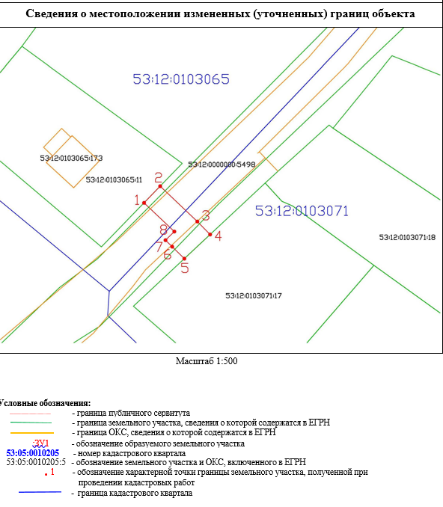 Сведения о местоположении измененных (уточненных) границ объекта
53:12:0103065
53:12:0103065:173
53:12:0000000:5498
53:12:0103065:11
2
1
53:12:0103071
3
8
4
53:12:0103071:18
7
6
5
53:12:0103071:17
Масштаб 1:500
Условные обозначения:
- граница публичного сервитута
- граница земельного участка, сведения о которой содержатся в ЕГРН
- граница ОКС, сведения о которой содержатся в ЕГРН
:ЗУ1 - обозначение образуемого земельного участка
53:05:0010205 - номер кадастрового квартала
53:05:0010205:5 - обозначение земельного участка и ОКС, включенного в ЕГРН
. 1 - обозначение характерной точки границы земельного участка, полученной при
проведении кадастровых работ
- граница кадастрового квартала